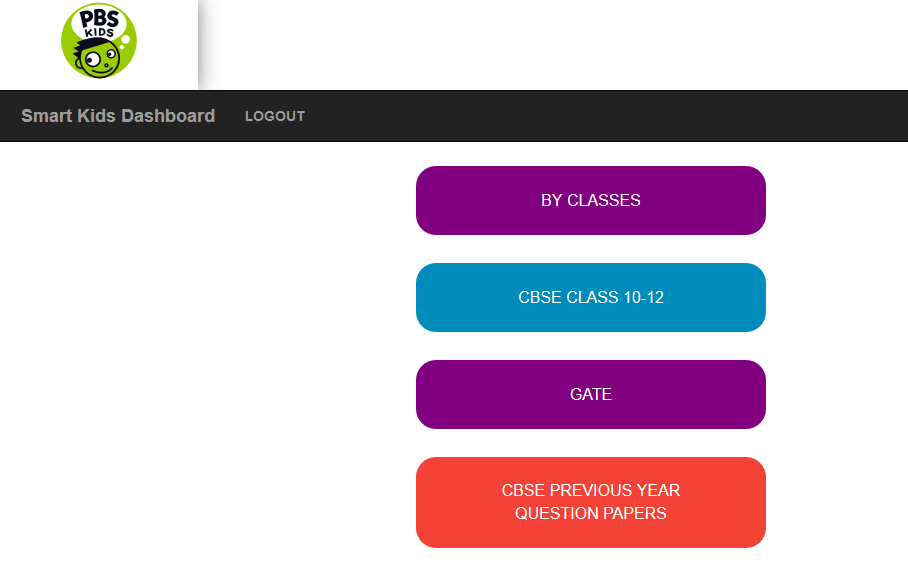 PBS
KIDS
Smart Kids Dashboard LOGOUT
BY CLASSES
CBSE CLASS 10-12
GATE
CBSE PREVIOUS YEAR
QUESTION PAPERS